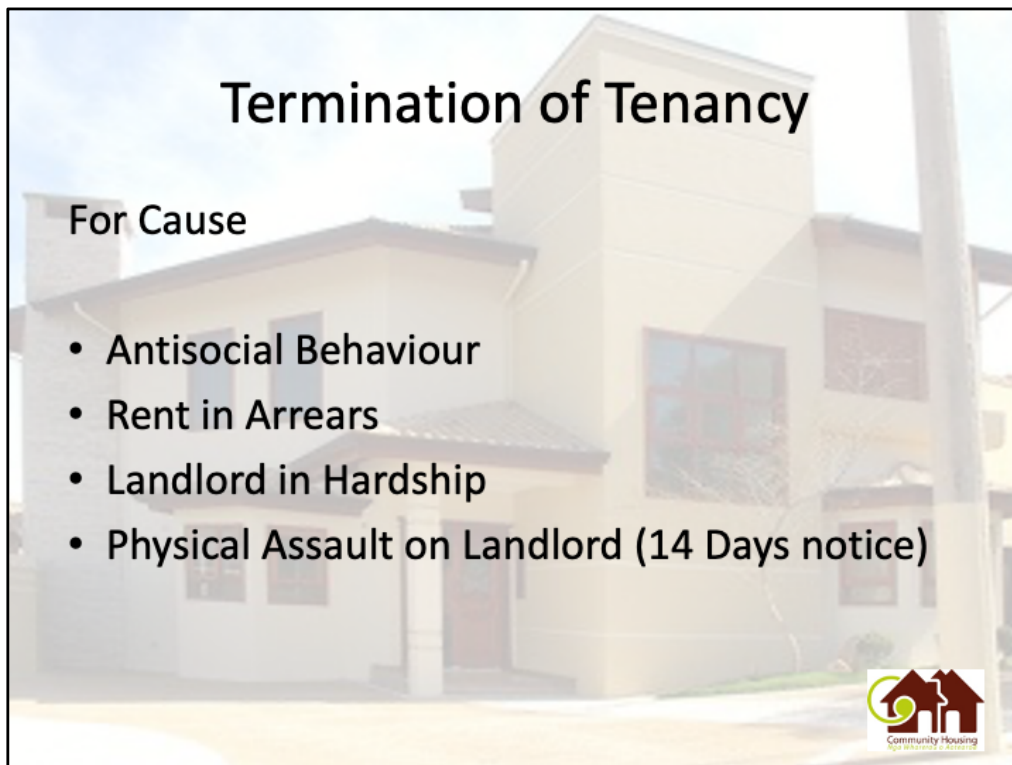 Termination of Tenancy
For Cause
• Antisocial Behaviour
• Rent in Arrears
• Landlord in Hardship
• Physical Assault on Landlord (14 Days notice)
Community Housing